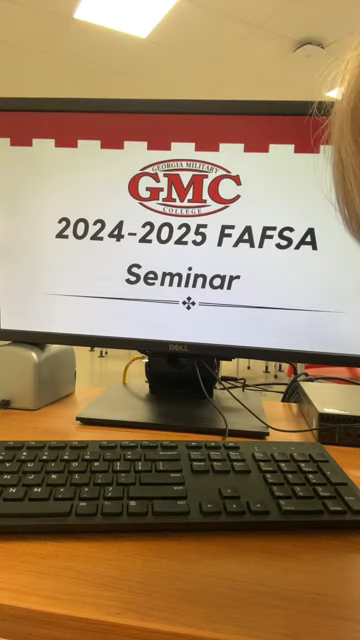 GEORGIA MILITARY
GMC
COLLEGE
2024-2025 FAFSA
Seminar
DELL